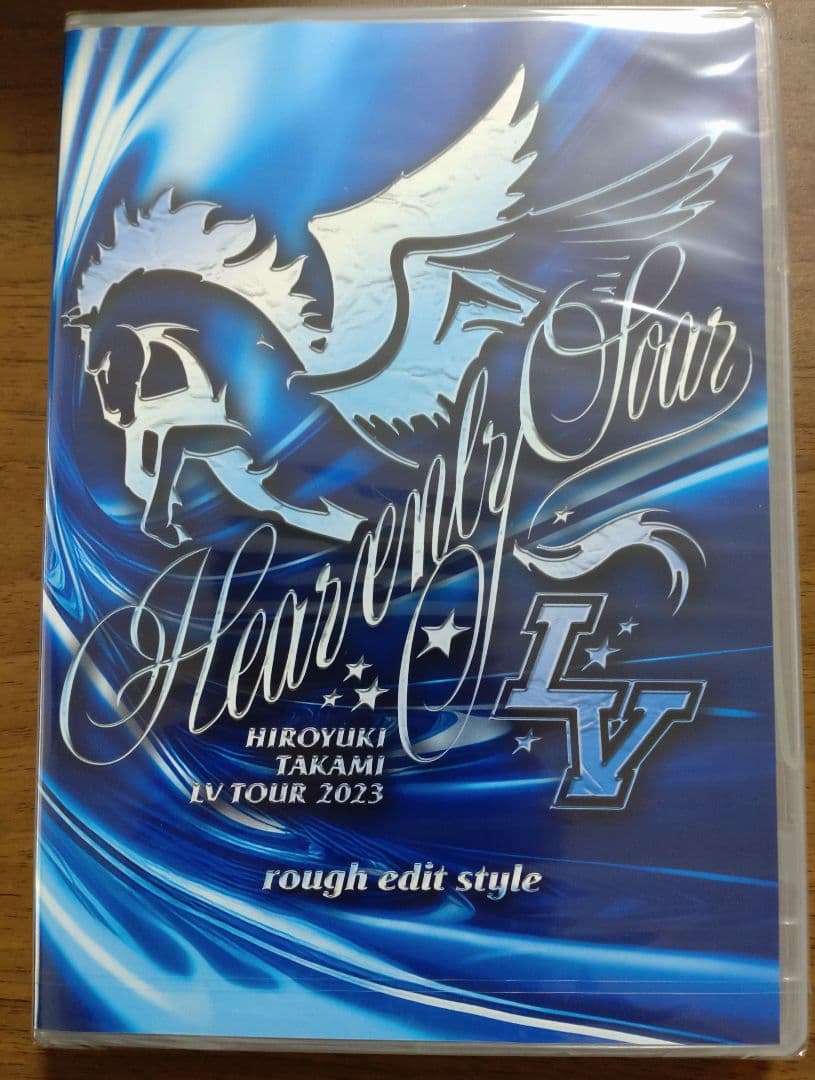 Heavenly Soar
LV
HIROYUKI
TAKAMI
LV TOUR 2023
rough edit style